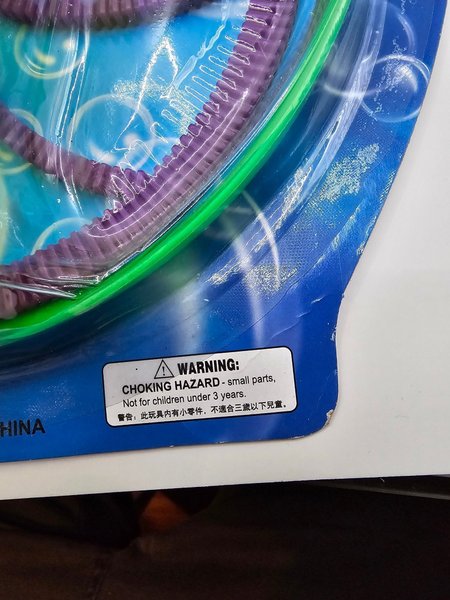 ⚠ WARNING:
CHOKING HAZARD - small parts,
Not for children under 3 years.
警告：此玩具內有小零件，不適合三歲以下兒童。
HINA